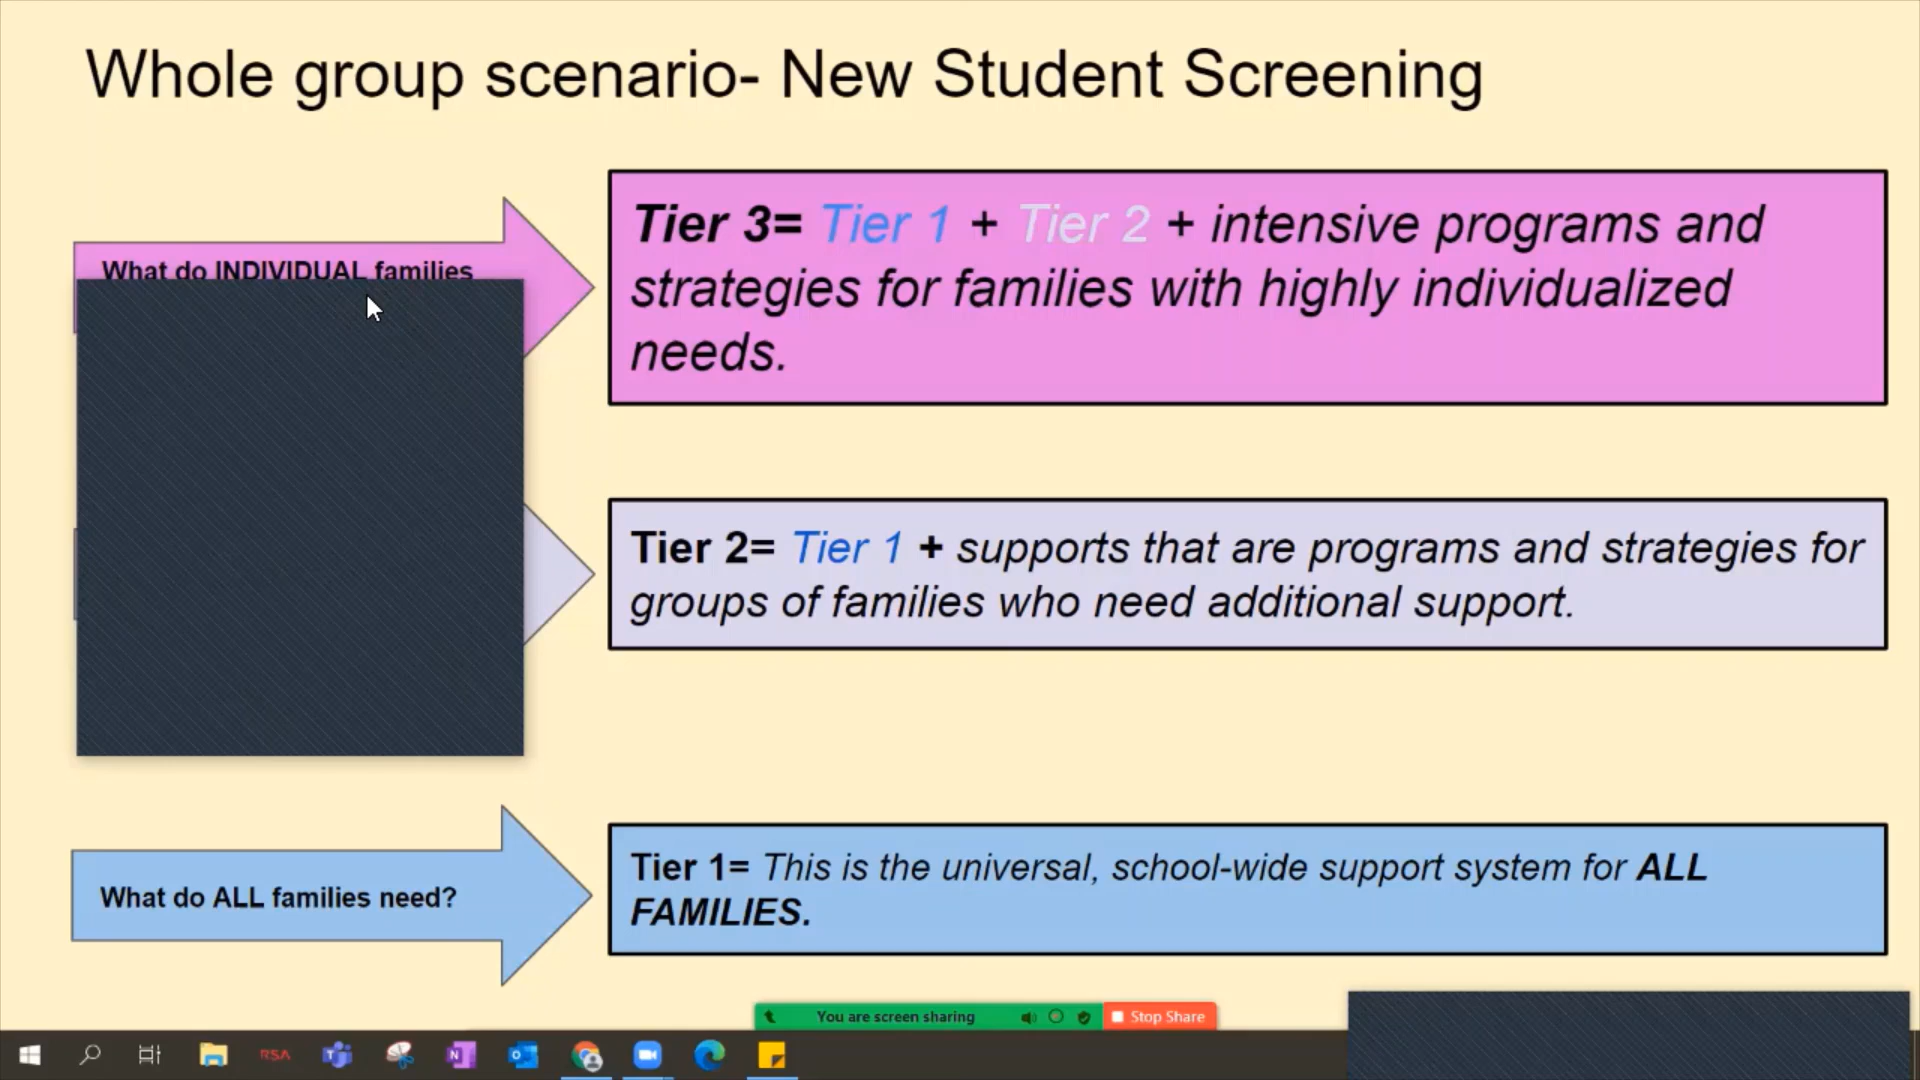 Whole group scenario- New Student Screening
What do INDIVIDUAL families
Tier 3= Tier 1 + Tier 2 + intensive programs and
strategies for families with highly individualized
needs.
Tier 2= Tier 1 + supports that are programs and strategies for
groups of families who need additional support.
What do ALL families need?
Tier 1= This is the universal, school-wide support system for ALL
FAMILIES.
You are screen sharing
Stop Share
RSA